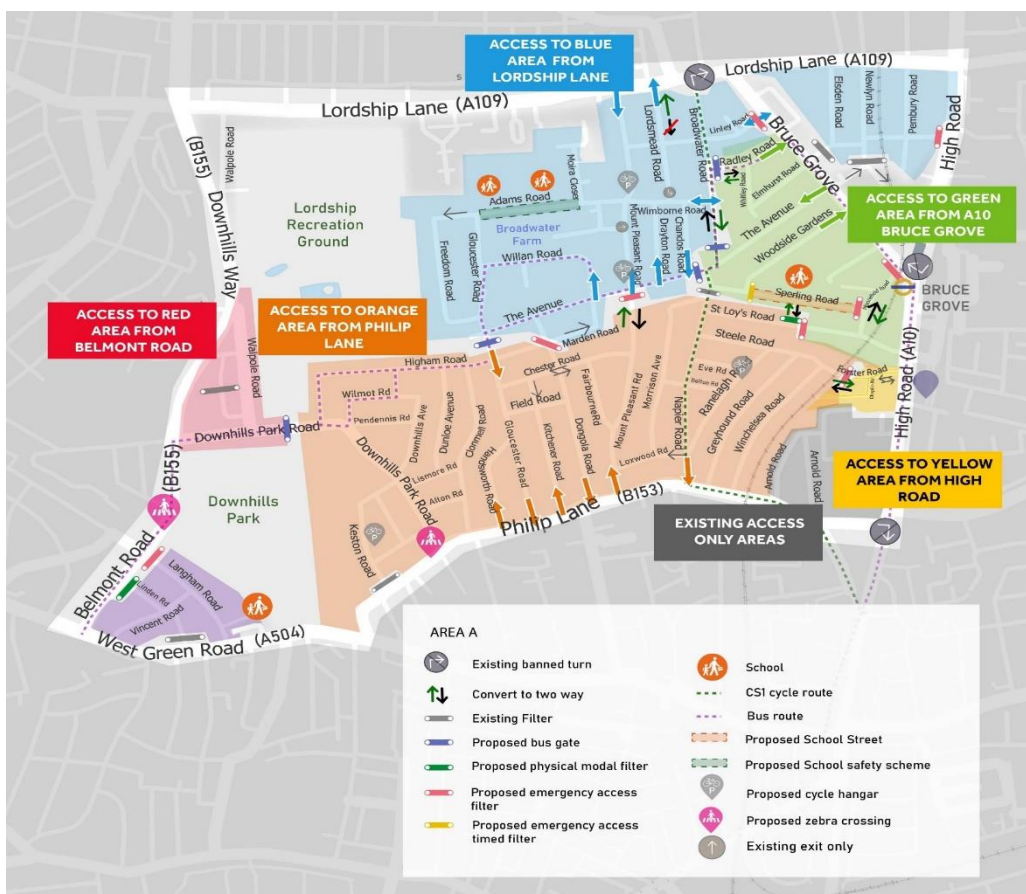 ACCESS TO BLUE
AREA FROM
LORDSHIP LANE
Lordship Lane (A109)
Lordship Lane (A109)
(B155)
Downhills Way
Walpole Road
Lordship
Recreation
Ground
Adams Road
Moira Close
Broadwater
Farm
Freedom Road
Gloucester Road
Willan Road
The Avenue
Lordsmead Road
Mount Pleasant Road
Wimborne Road
Drayton Road
Chandos Road
Broadwater Road
Linley Road
Radley Road
Elmhurst Road
The Avenue
Woodside Gardens
Bruce Grove
Elsden Road
Newlyn Road
Pembury Road
High Road
ACCESS TO GREEN
AREA FROM A10
BRUCE GROVE
BRUCE
GROVE
ACCESS TO RED
AREA FROM
BELMONT ROAD
ACCESS TO ORANGE
AREA FROM PHILIP
LANE
Walpole Road
Downhills Park Road
(B155)
Downhills
Park
Belmont Road
Langham Road
Linden Rd
Vincent Road
West Green Road (A504)
Higham Road
Wilmot Rd
Pendennis Rd
Downhills Ave
Dunloe Avenue
Lismore Rd
Alton Rd
Downhills Park Road
Keston Road
Clonmell Road
Handsworth Road
Gloucester Road
Kitchener Road
Dongola Road
Fairbourne Rd
Field Road
Chester Road
Marden Road
Mount Pleasant Rd
Morrison Ave
Loxwood Rd
Napier Road
Philip Lane (B153)
Sperling Road
St Loy's Road
Steele Road
Eve Rd
Ranelagh Rd
Greyhound Road
Winchelsea Road
Forster Road
Arnold Road
Arnold Road
High Road (A10)
ACCESS TO YELLOW
AREA FROM HIGH
ROAD
EXISTING ACCESS
ONLY AREAS
AREA A
Existing banned turn
Convert to two way
Existing Filter
Proposed bus gate
Proposed physical modal filter
Proposed emergency access
filter
Proposed emergency access
timed filter
School
CS1 cycle route
Bus route
Proposed School Street
Proposed School safety scheme
Proposed cycle hangar
Proposed zebra crossing
Existing exit only